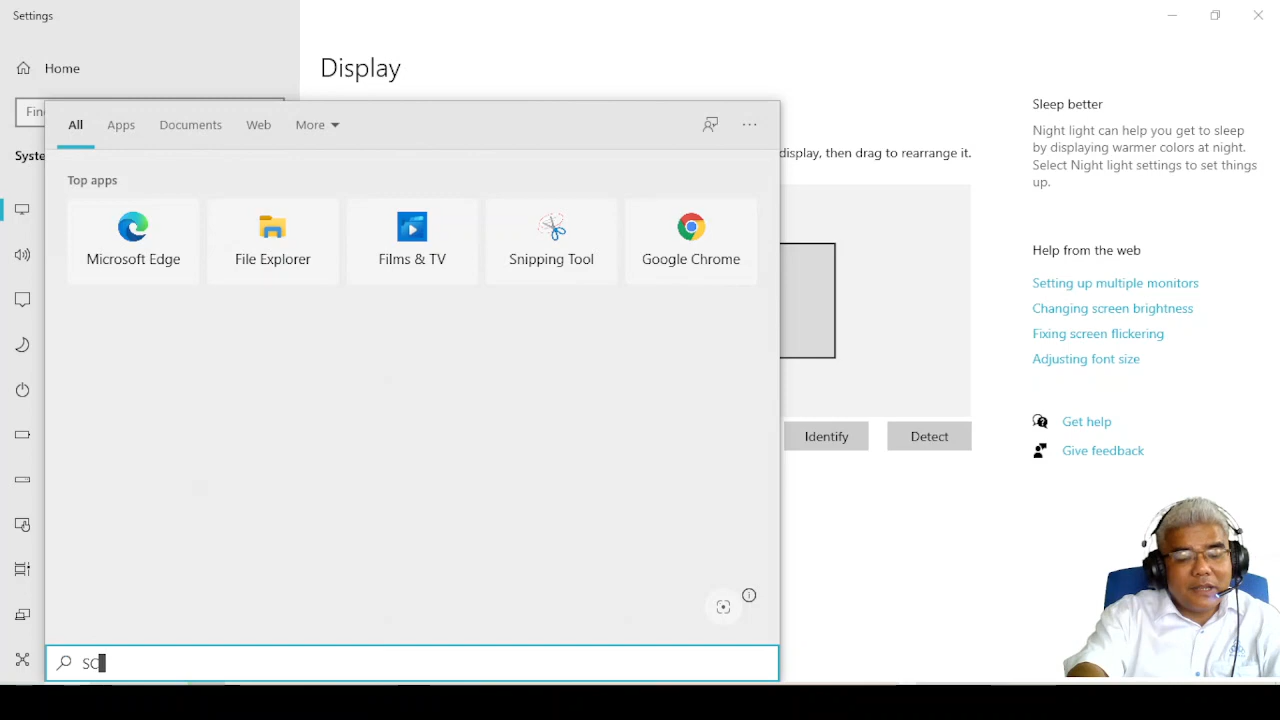 Settings
Home
Fin
Syste
Display
display, then drag to rearrange it.
All Apps Documents Web More
Top apps
Microsoft Edge File Explorer Films & TV Snipping Tool Google Chrome
Identify Detect
SC
Sleep better
Night light can help you get to sleep
by displaying warmer colors at night.
Select Night light settings to set things
up.
Help from the web
Setting up multiple monitors
Changing screen brightness
Fixing screen flickering
Adjusting font size
Get help
Give feedback